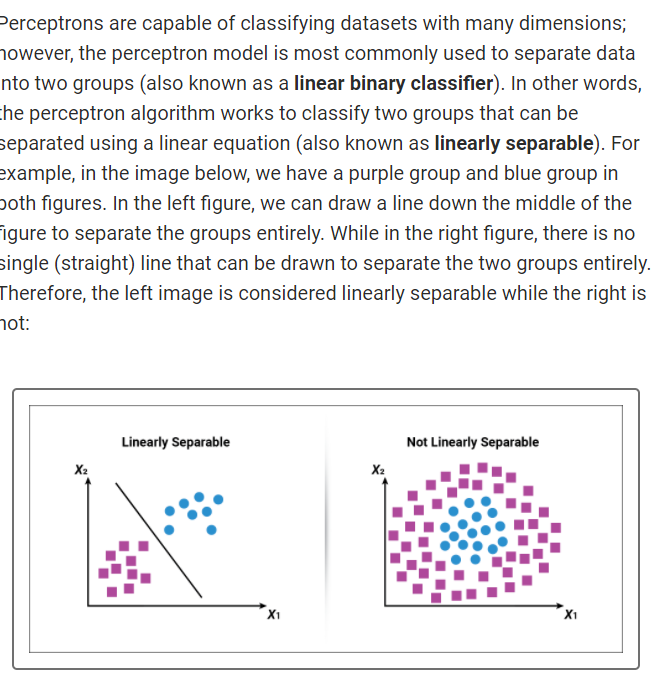 Perceptrons are capable of classifying datasets with many dimensions;
however, the perceptron model is most commonly used to separate data
into two groups (also known as a linear binary classifier). In other words,
the perceptron algorithm works to classify two groups that can be
separated using a linear equation (also known as linearly separable). For
example, in the image below, we have a purple group and blue group in
both figures. In the left figure, we can draw a line down the middle of the
figure to separate the groups entirely. While in the right figure, there is no
single (straight) line that can be drawn to separate the two groups entirely.
Therefore, the left image is considered linearly separable while the right is
not:
Linearly Separable
X₂
X₁
Not Linearly Separable
X₂
X₁